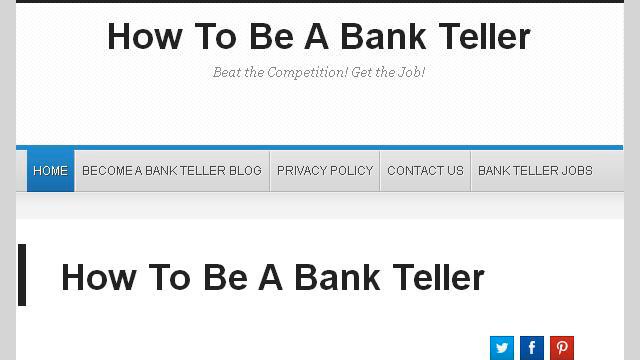 How To Be A Bank Teller
Beat the Competition! Get the Job!
HOME BECOME A BANK TELLER BLOG PRIVACY POLICY CONTACT US BANK TELLER JOBS
How To Be A Bank Teller